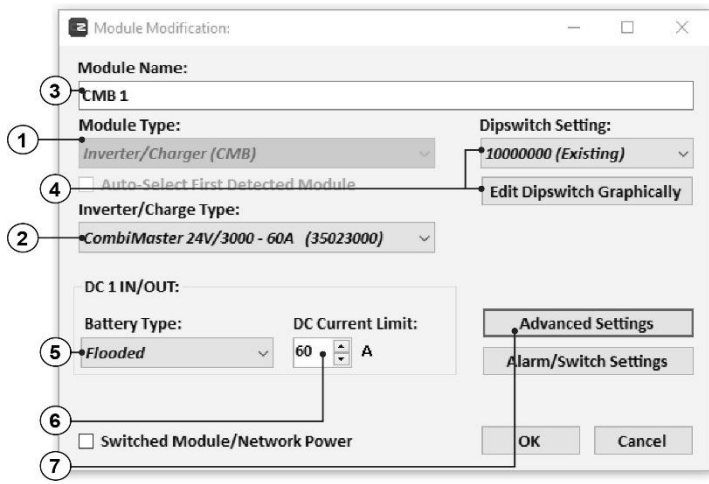 Module Modification:
Module Name:
3
CMB 1
1
Module Type:
Dipswitch Setting:
Inverter/Charger (CMB)
10000000 (Existing)
4
Auto-Select First Detected Module
Edit Dipswitch Graphically
Inverter/Charge Type:
2
CombiMaster 24V/3000 - 60A (35023000)
DC 1 IN/OUT:
Battery Type:
DC Current Limit:
Advanced Settings
5
Flooded
60
A
Alarm/Switch Settings
6
Switched Module/Network Power
OK
Cancel
7